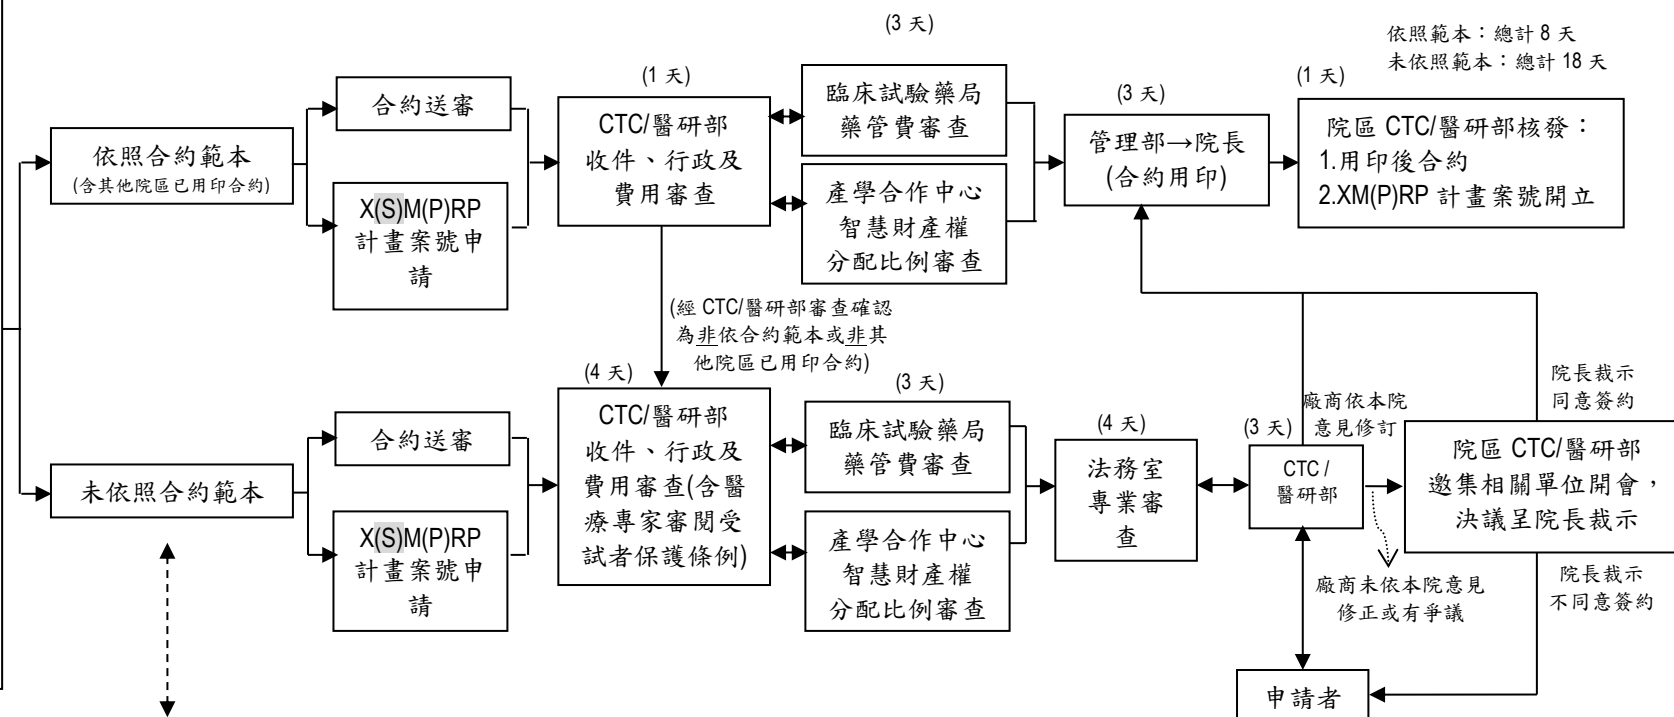 (3 天)
依照範本：總計 8 天
未依照範本：總計 18 天
(1 天)
(3 天)
(1 天)
依照合約範本
(含其他院區已用印合約)
合約送審
X(S)M(P)RP
計畫案號申
請
CTC/醫研部
收件、行政及
費用審查
臨床試驗藥局
藥管費審查
產學合作中心
智慧財產權
分配比例審查
管理部→院長
(合約用印)
院區 CTC/醫研部核發：
1.用印後合約
2.XM(P)RP 計畫案號開立
(經 CTC/醫研部審查確認
為非依合約範本或非其
他院區已用印合約)
(4 天)
(3 天)
(4 天)
(3 天)
廠商依本院
意見修訂
院長裁示
同意簽約
未依照合約範本
合約送審
X(S)M(P)RP
計畫案號申
請
CTC/醫研部
收件、行政及
費用審查(含醫
療專家審閱受
試者保護條例)
臨床試驗藥局
藥管費審查
產學合作中心
智慧財產權
分配比例審查
法務室
專業審
查
CTC /
醫研部
院區 CTC/醫研部
邀集相關單位開會，
決議呈院長裁示
廠商未依本院意見
修正或有爭議
院長裁示
不同意簽約
申請者